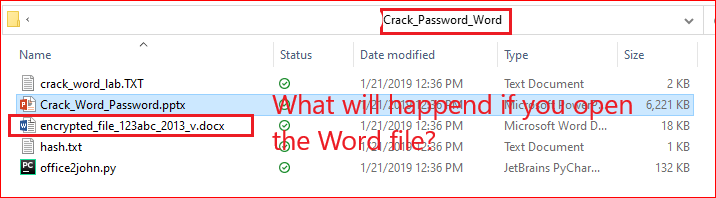 Crack_Password_Word
Name Status Date modified Type Size
crack_word_lab.TXT 1/21/2019 12:36 PM Text Document 2 KB
Crack_Word_Password.pptx 1/21/2019 12:36 PM Microsoft PowerP... 6,221 KB
What will happend if you open
encrypted_file_123abc_2013_v.docx 1/21/2019 12:36 PM Microsoft Word D... 18 KB
the Word file?
hash.txt 1/21/2019 12:36 PM Text Document 1 KB
office2john.py 1/21/2019 12:36 PM JetBrains PyChar... 132 KB